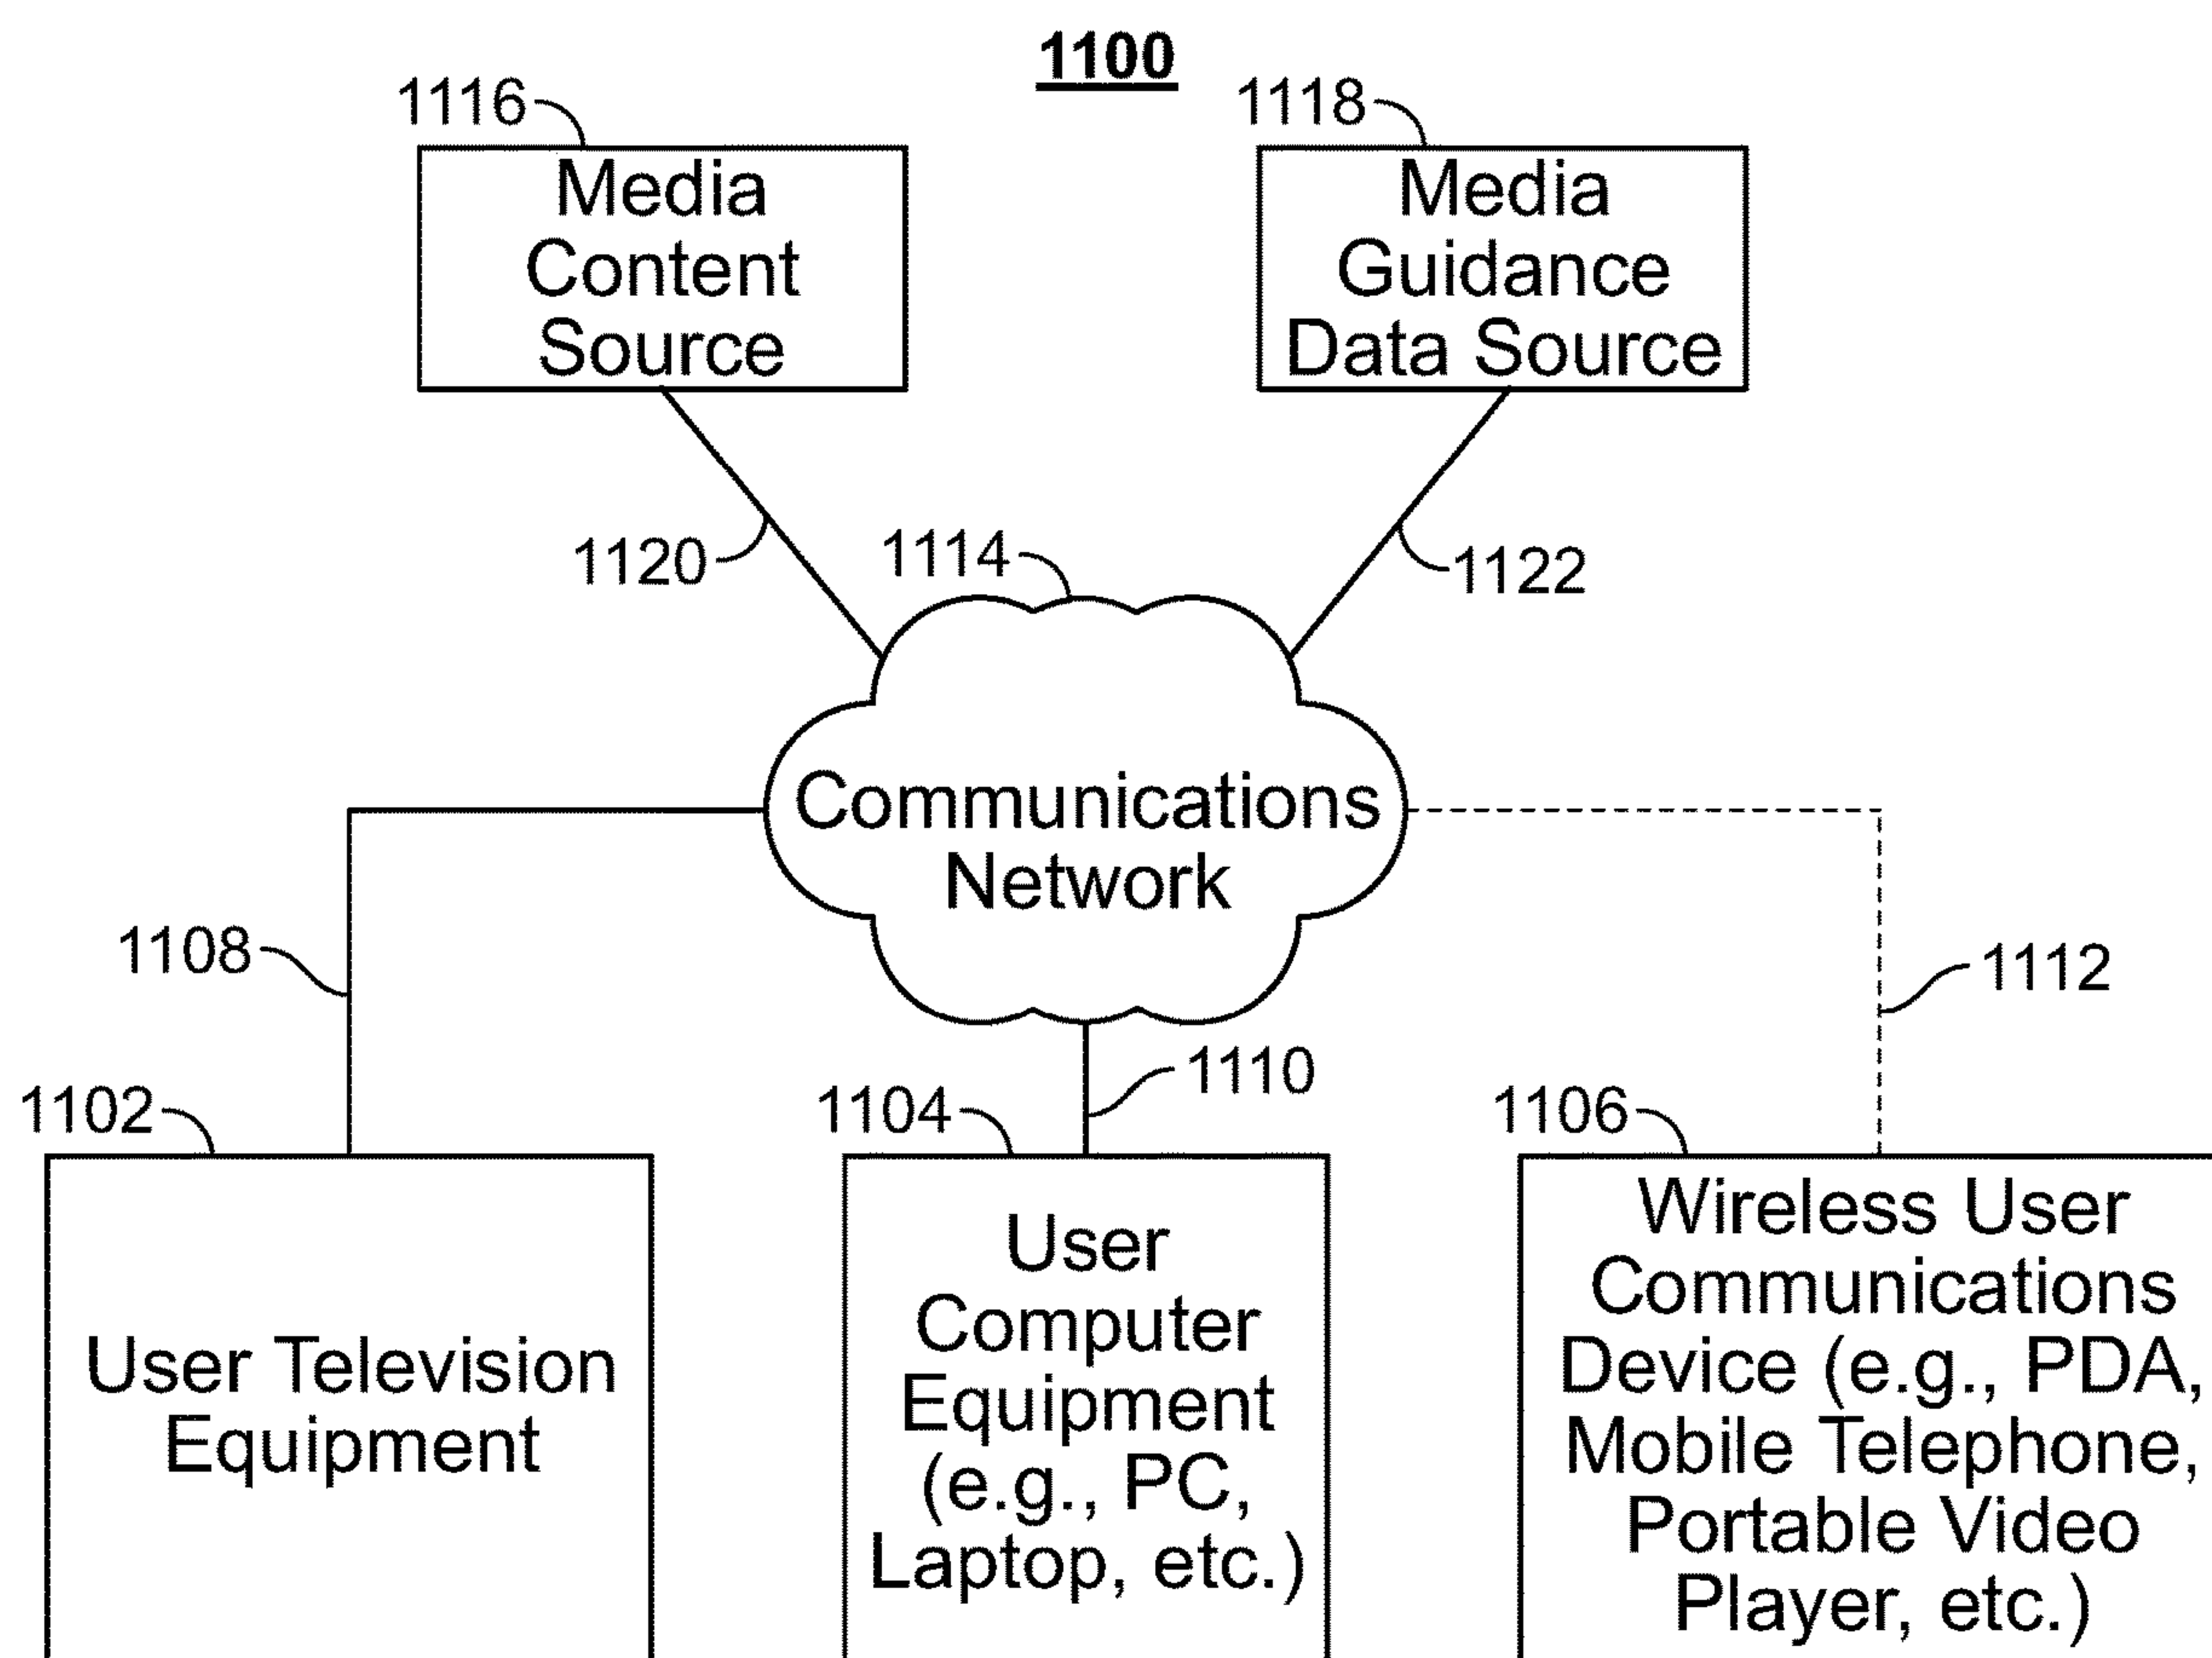 1100
1116
1118
Media
Content
Source
Media
Guidance
Data Source
1120
1114
1122
Communications
Network
1108
1112
1110
1102
1104
1106
User Television
Equipment
User
Computer
Equipment
(e.g., PC,
Laptop, etc.)
Wireless User
Communications
Device (e.g., PDA,
Mobile Telephone,
Portable Video
Player, etc.)